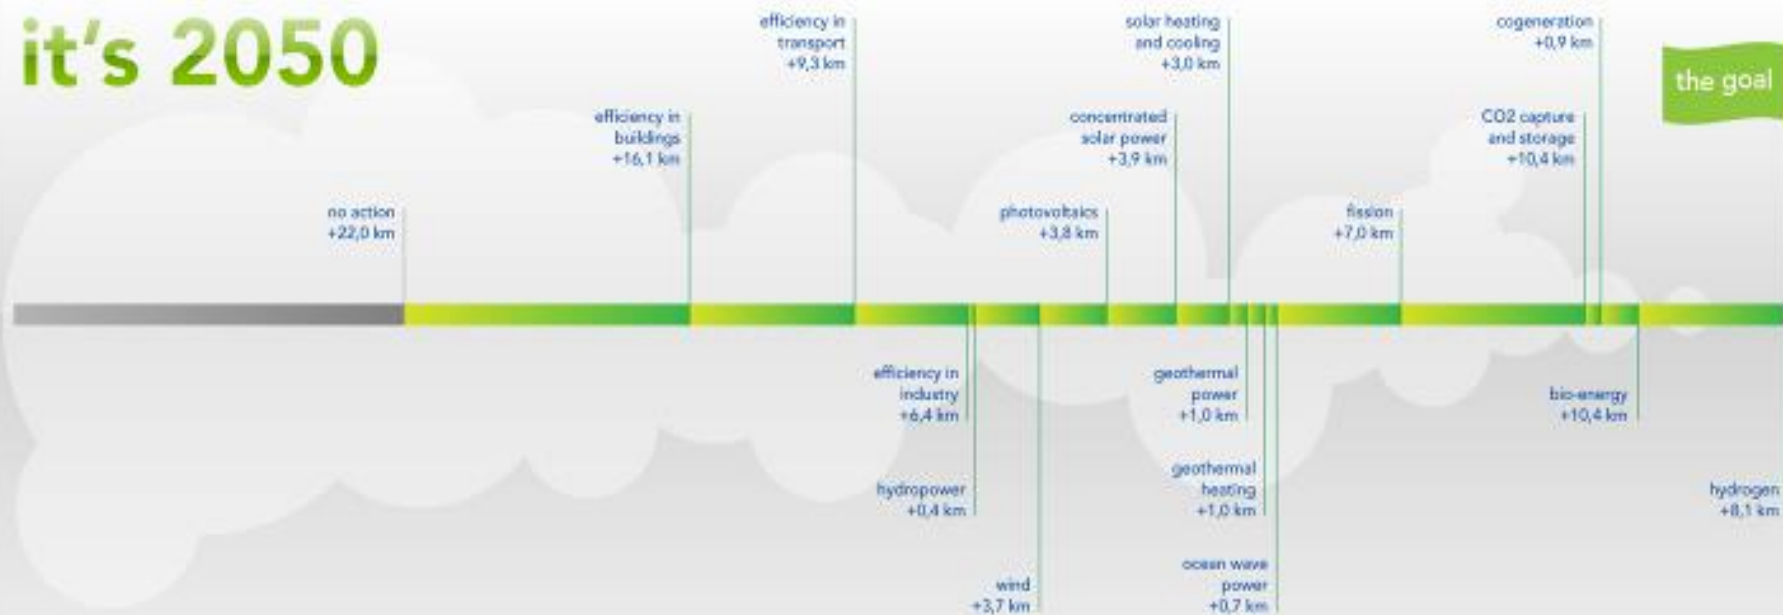 it's 2050
no action
+22,0 km
efficiency in
buildings
+16,1 km
efficiency in
transport
+9,3 km
efficiency in
industry
+6,4 km
hydropower
+0,4 km
wind
+3,7 km
photovoltaics
+3,8 km
concentrated
solar power
+3,9 km
solar heating
and cooling
+3,0 km
geothermal
power
+1,0 km
geothermal
heating
+1,0 km
ocean wave
power
+0,7 km
fission
+7,0 km
CO2 capture
and storage
+10,4 km
cogeneration
+0,9 km
bio-energy
+10,4 km
hydrogen
+8,1 km
the goal